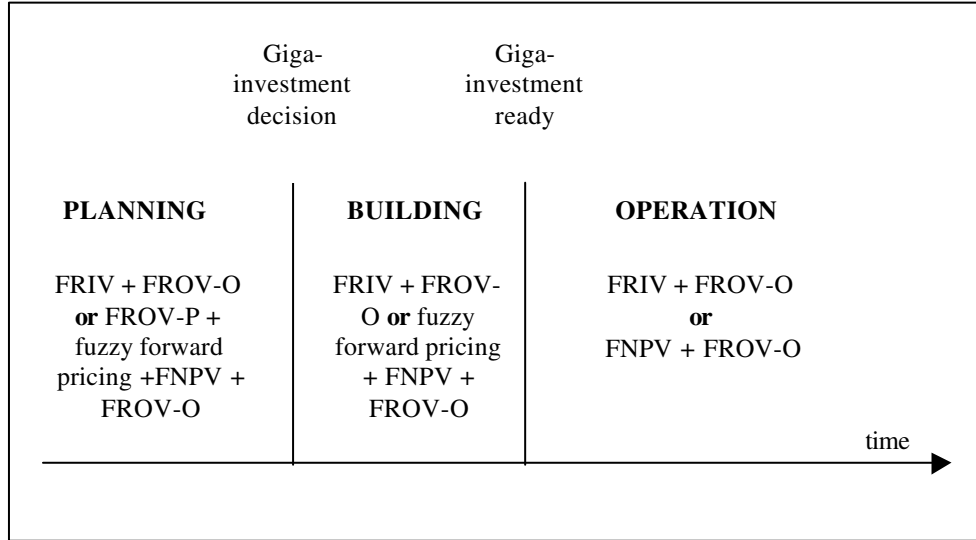 Giga-
investment
decision
Giga-
investment
ready
PLANNING
BUILDING
OPERATION
FRIV + FROV-O
or FROV-P +
fuzzy forward
pricing +FNPV +
FROV-O
FRIV + FROV-
O or fuzzy
forward pricing
+ FNPV +
FROV-O
FRIV + FROV-O
or
FNPV + FROV-O
time